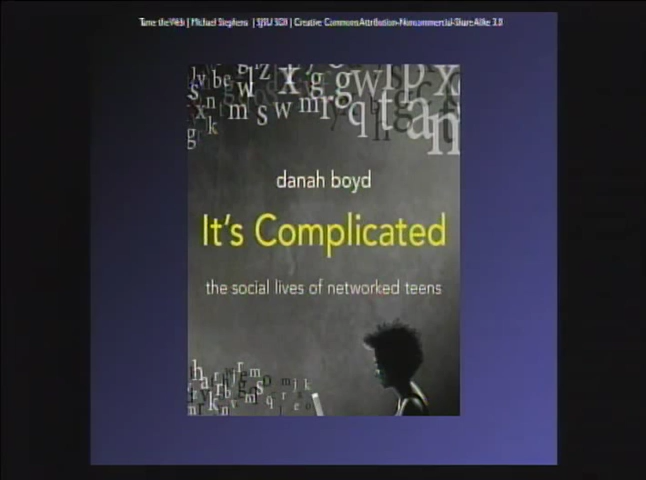 Tame the Web | Michael Stephens | SJSU SOI | Creative Commons Attribution-Noncommercial-Share Alike 3.0
danah boyd
It's Complicated
the social lives of networked teens